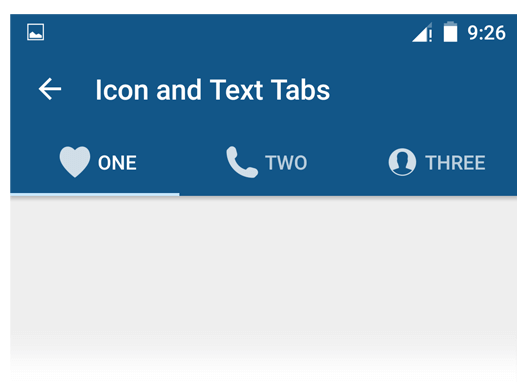 9:26
Icon and Text Tabs
ONE TWO THREE